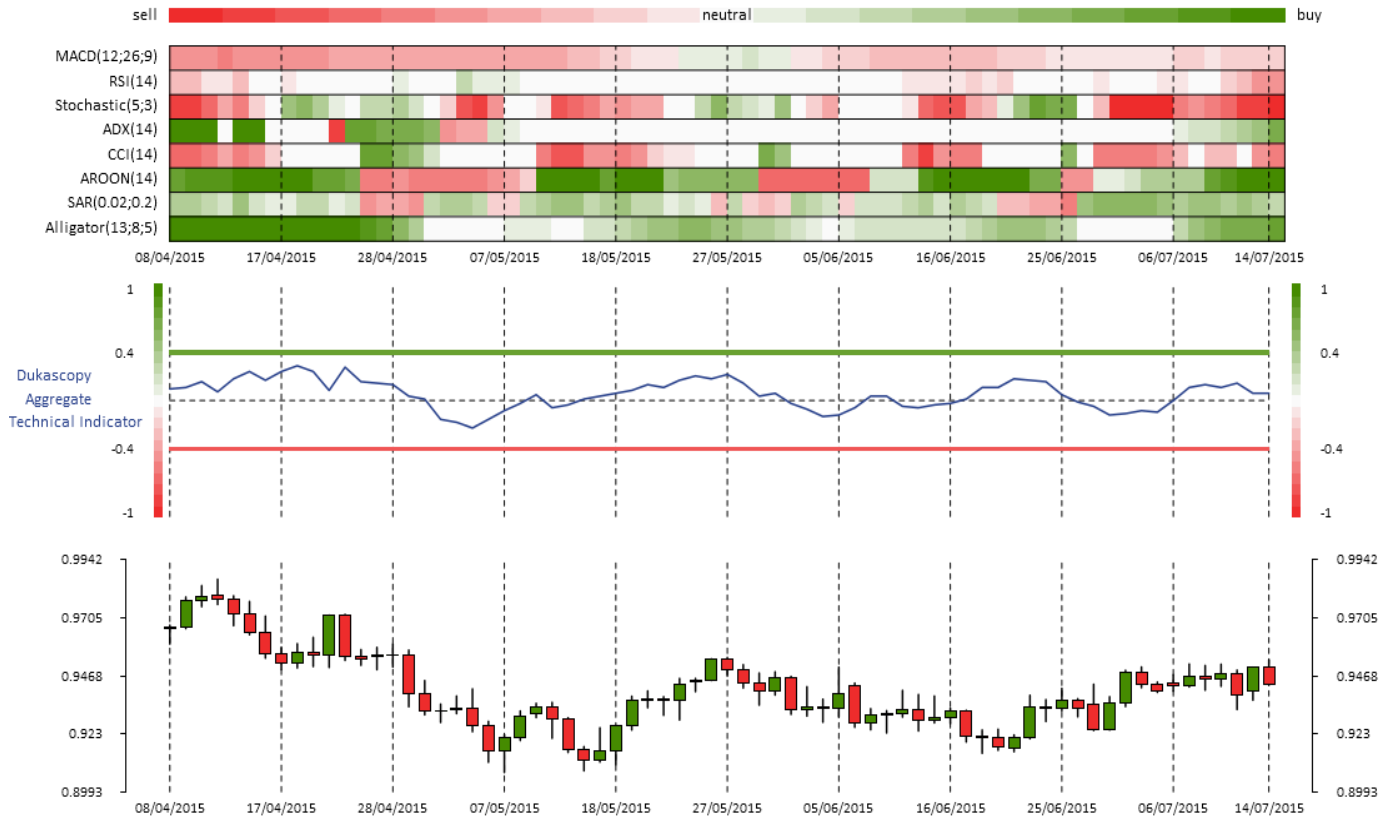 sell neutral buy
MACD(12;26;9)
RSI(14)
Stochastic(5;3)
ADX(14)
CCI(14)
AROON(14)
SAR(0.02;0.2)
Alligator(13;8;5)
08/04/2015 17/04/2015 28/04/2015 07/05/2015 18/05/2015 27/05/2015 05/06/2015 16/06/2015 25/06/2015 06/07/2015 14/07/2015
1 1
0.4 0.4
Dukascopy
Aggregate
Technical Indicator
-0.4 -0.4
-1 -1
0.9942 0.9942
0.9705 0.9705
0.9468 0.9468
0.923 0.923
0.8993 0.8993
08/04/2015 17/04/2015 28/04/2015 07/05/2015 18/05/2015 27/05/2015 05/06/2015 16/06/2015 25/06/2015 06/07/2015 14/07/2015